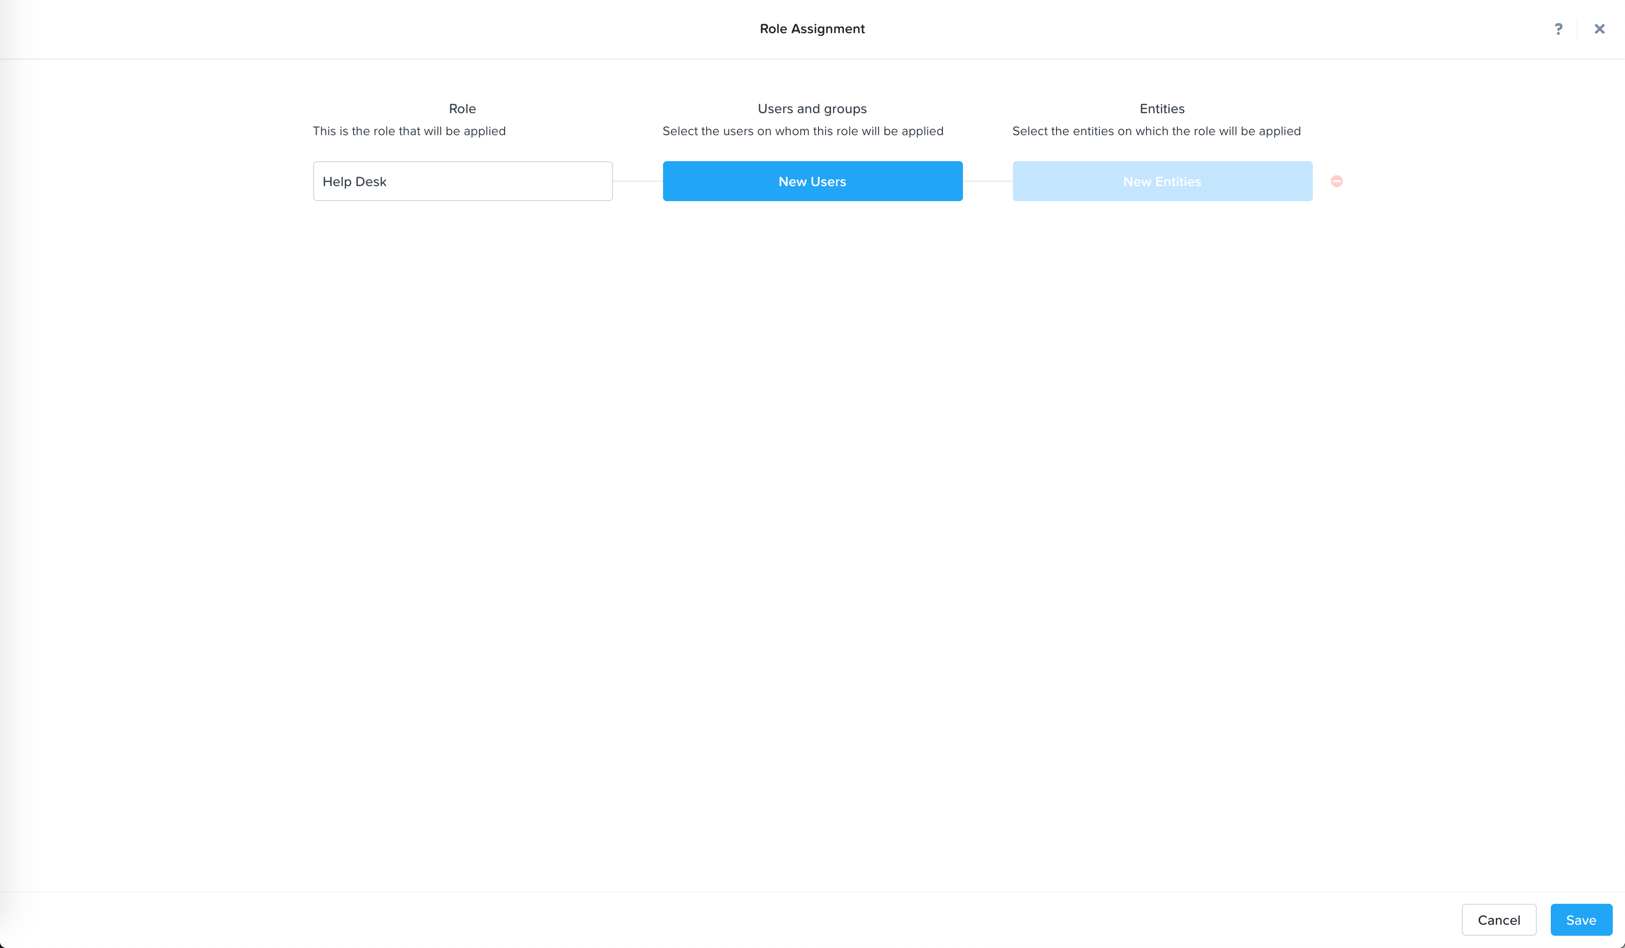 Role Assignment
?
Role
Users and groups
Entities
This is the role that will be applied
Select the users on whom this role will be applied
Select the entities on which the role will be applied
Help Desk
New Users
New Entities
Cancel
Save